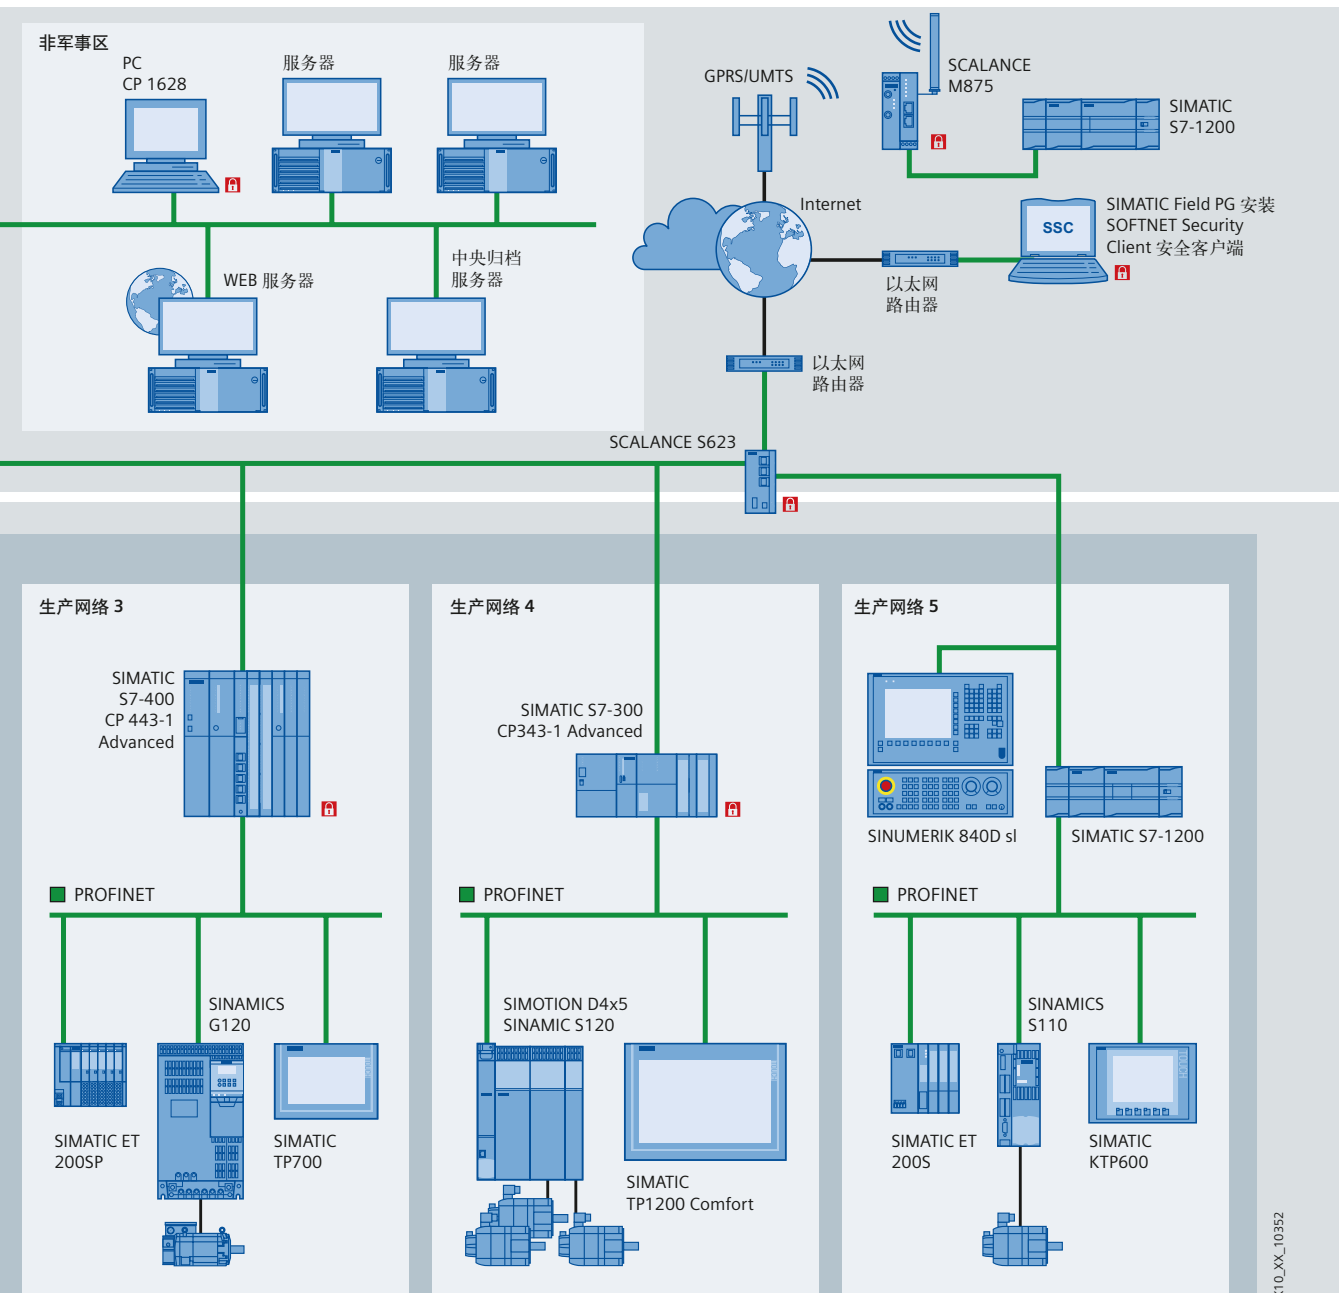 非军事区
PC
CP 1628
服务器
服务器
WEB 服务器
中央归档
服务器
GPRS/UMTS
SCALANCE
M875
SIMATIC
S7-1200
Internet
SSC
SIMATIC Field PG 安装
SOFTNET Security
Client 安全客户端
以太网
路由器
以太网
路由器
SCALANCE S623
生产网络 3
SIMATIC
S7-400
CP 443-1
Advanced
PROFINET
SINAMICS
G120
SIMATIC ET
200SP
SIMATIC
TP700
生产网络 4
SIMATIC S7-300
CP343-1 Advanced
PROFINET
SIMOTION D4x5
SINAMIC S120
SIMATIC
TP1200 Comfort
生产网络 5
SINUMERIK 840D sl
SIMATIC S7-1200
PROFINET
SINAMICS
S110
SIMATIC ET
200S
SIMATIC
KTP600